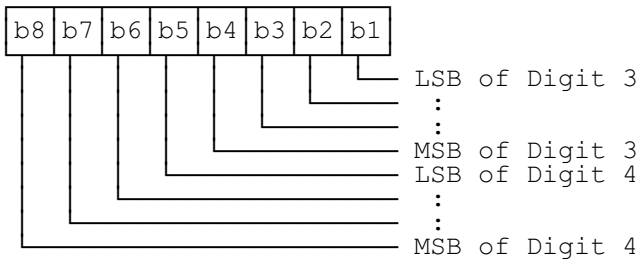 b8 b7 b6 b5 b4 b3 b2 b1
LSB of Digit 3
:
:
MSB of Digit 3
LSB of Digit 4
:
:
MSB of Digit 4